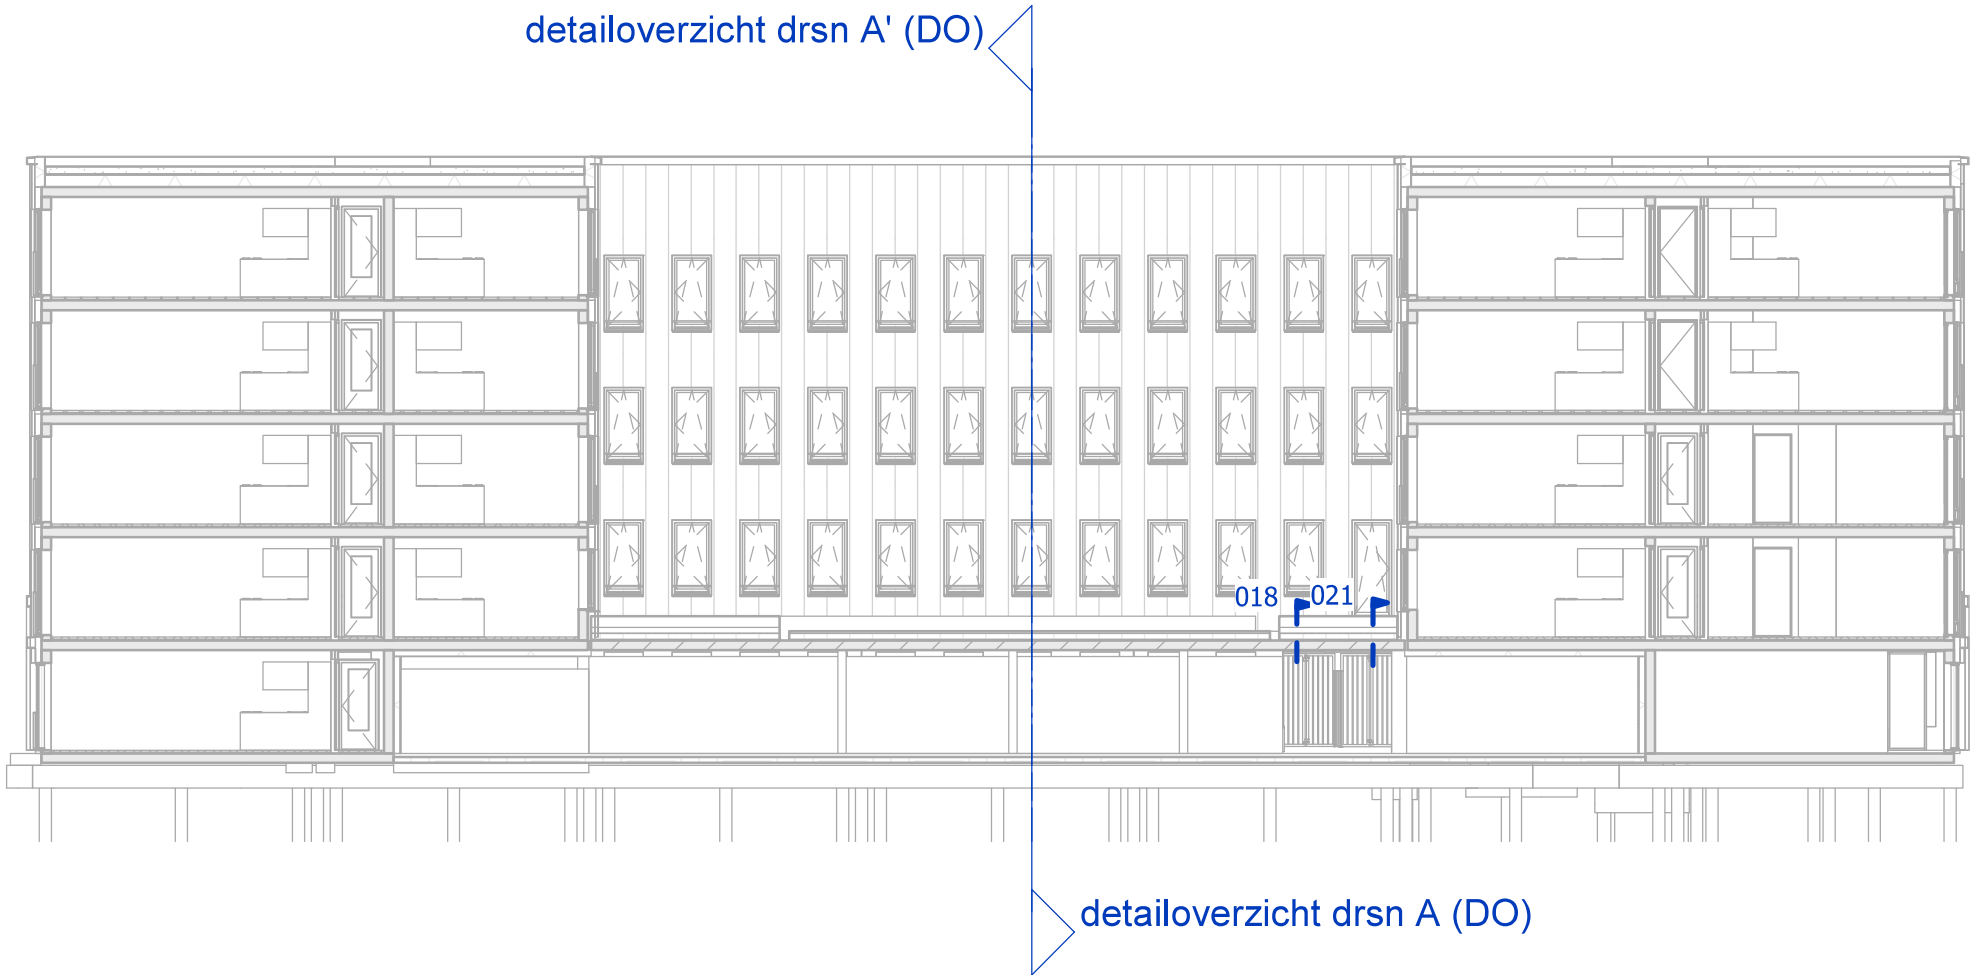 detailoverzicht drsn A' (DO)
018
021
detailoverzicht drsn A (DO)